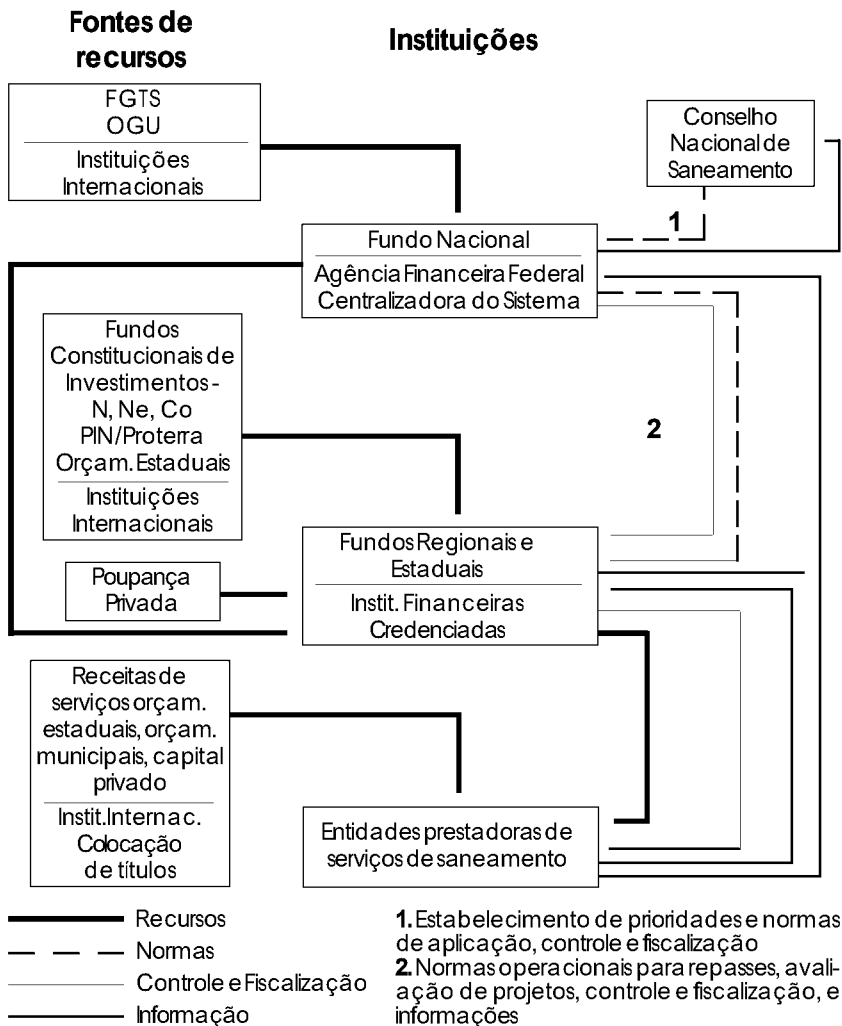 Fontes de
recursos
Instituições
FGTS
OGU
Instituições
Internacionais
Conselho
Nacional de
Saneamento
1
Fundo Nacional
Agência Financeira Federal
Centralizadora do Sistema
Fundos
Constitucionais de
Investimentos -
N, Ne, Co
PIN/Proterra
Orçam. Estaduais
Instituições
Internacionais
2
Fundos Regionais e
Estaduais
Instit. Financeiras
Credenciadas
Poupança
Privada
Receitas de
serviços orçam.
estaduais, orçam.
municipais, capital
privado
Instit.Internac.
Colocação
de títulos
Entidades prestadoras de
serviços de saneamento
Recursos
Normas
Controle e Fiscalização
Informação
1. Estabelecimento de prioridades e normas
de aplicação, controle e fiscalização
2. Normas operacionais para repasses, avali-
ação de projetos, controle e fiscalização, e
informações